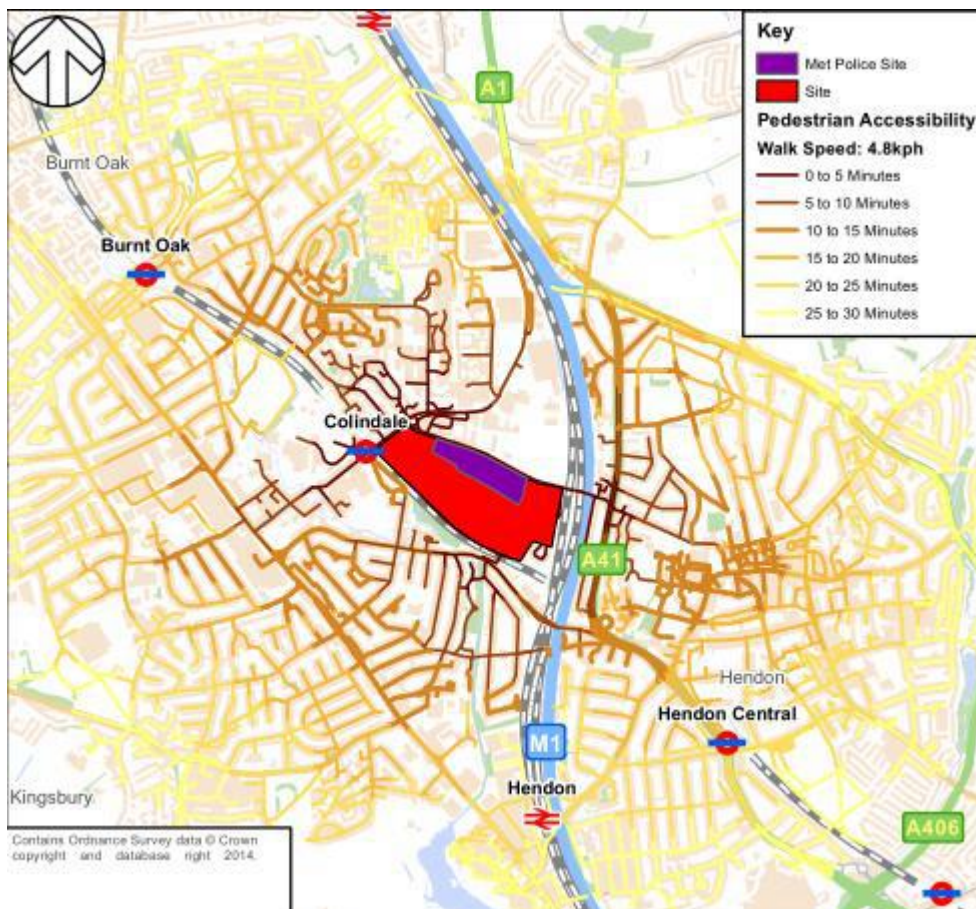 Key
Met Police Site
Site
Pedestrian Accessibility
Walk Speed: 4.8kph
0 to 5 Minutes
5 to 10 Minutes
10 to 15 Minutes
15 to 20 Minutes
20 to 25 Minutes
25 to 30 Minutes
A1
Burnt Oak
Burnt Oak
Colindale
A41
Hendon
Hendon Central
M1
Hendon
Kingsbury
A406
Contains Ordnance Survey data © Crown
copyright and database right 2014.